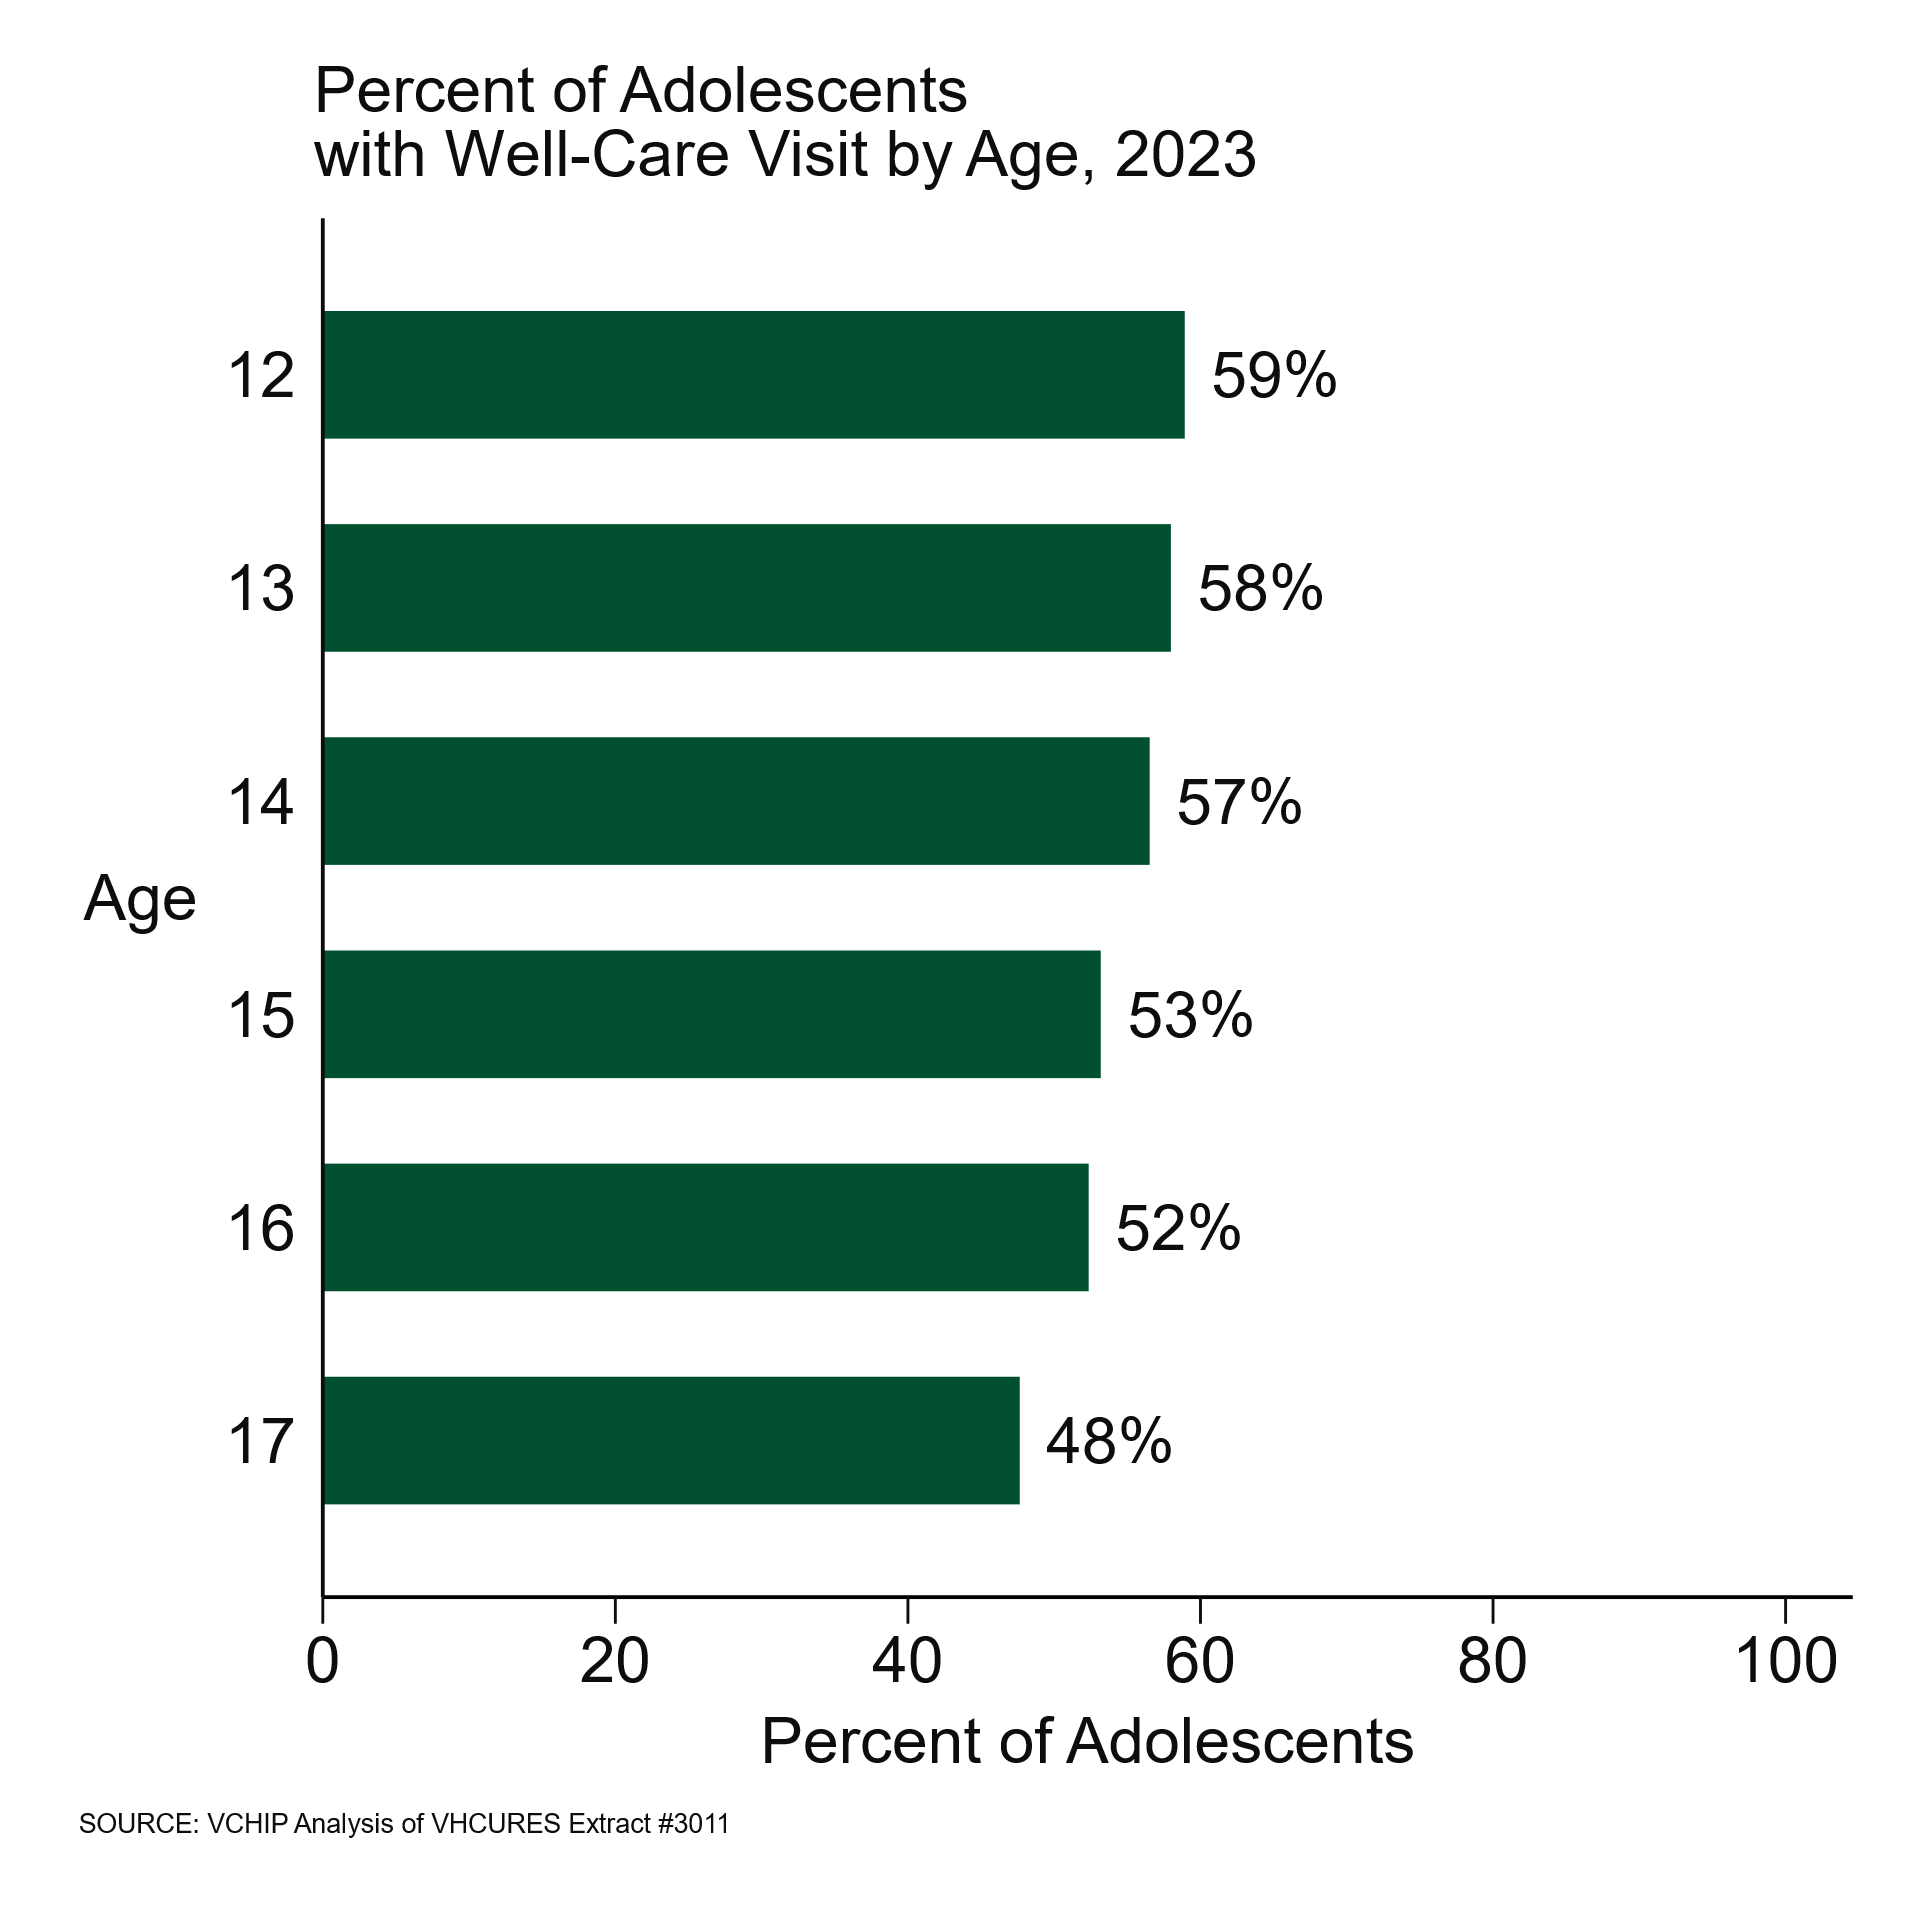 Percent of Adolescents
with Well-Care Visit by Age, 2023
12 59%
13 58%
14 57%
Age
15 53%
16 52%
17 48%
0 20 40 60 80 100
Percent of Adolescents
SOURCE: VCHIP Analysis of VHCURES Extract #3011